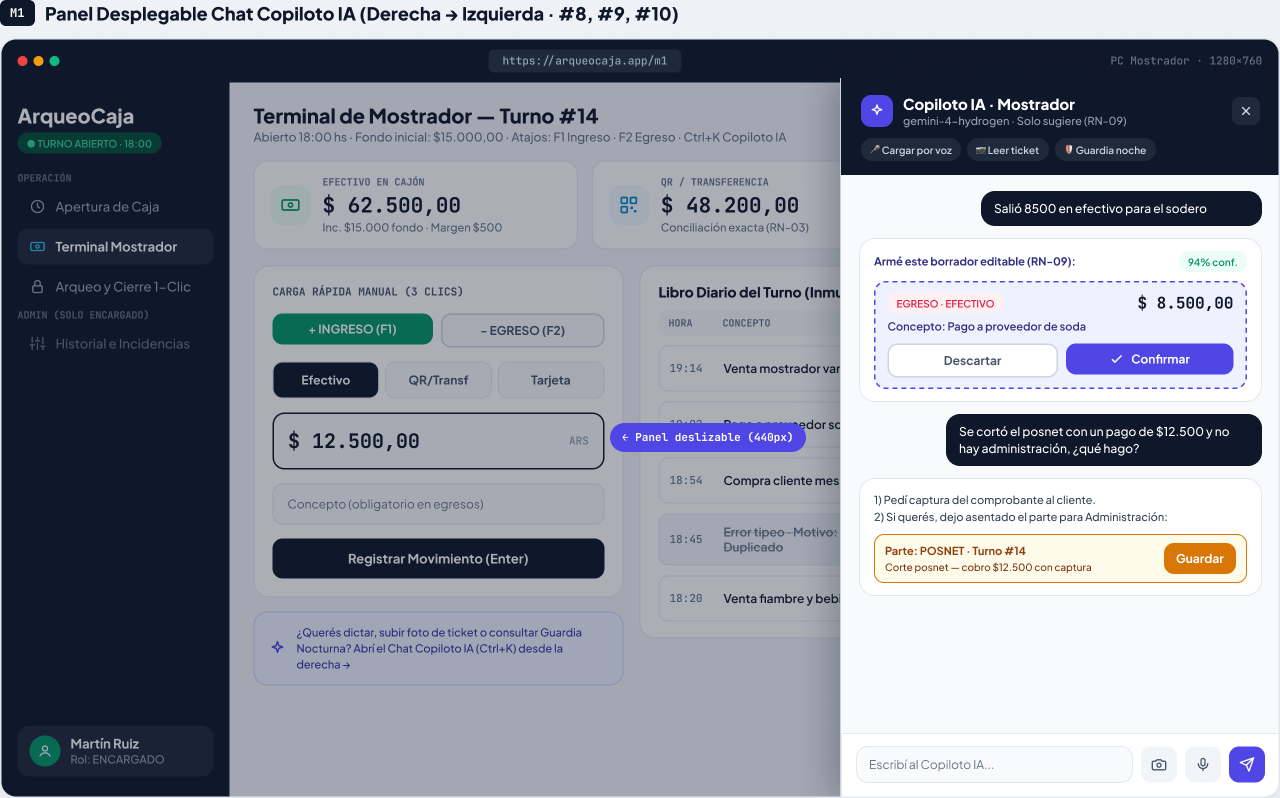 M1 Panel Desplegable Chat Copiloto IA (Derecha → Izquierda · #8, #9, #10)
https://arqueocaja.app/m1
PC Mostrador · 1280×760
ArqueoCaja
TURNO ABIERTO · 18:00
OPERACIÓN
Apertura de Caja
Terminal Mostrador
Arqueo y Cierre 1-Clic
ADMIN (SOLO ENCARGADO)
Historial e Incidencias
Martín Ruiz
Rol: ENCARGADO
Terminal de Mostrador — Turno #14
Abierto 18:00 hs · Fondo inicial: $15.000,00 · Atajos: F1 Ingreso · F2 Egreso · Ctrl+K Copiloto IA
EFECTIVO EN CAJÓN
$ 62.500,00
Inc. $15.000 fondo · Margen $500
QR / TRANSFERENCIA
$ 48.200,00
Conciliación exacta (RN-03)
CARGA RÁPIDA MANUAL (3 CLICS)
+ INGRESO (F1)
– EGRESO (F2)
Efectivo
QR/Transf
Tarjeta
$ 12.500,00
ARS
Concepto (obligatorio en egresos)
Registrar Movimiento (Enter)
¿Querés dictar, subir foto de ticket o consultar Guardia
Nocturna? Abrí el Chat Copiloto IA (Ctrl+K) desde la
derecha →
Libro Diario del Turno (Inmu
HORA CONCEPTO
19:14 Venta mostrador var
← Panel deslizable (440px)
18:54 Compra cliente mes
18:45 Error tipeo · Motivo:
Duplicado
18:20 Venta fiambre y bebi
Copiloto IA · Mostrador
gemini-4-hydrogen · Solo sugiere (RN-09)
Cargar por voz
Leer ticket
Guardia noche
Salió 8500 en efectivo para el sodero
Armé este borrador editable (RN-09):
94% conf.
EGRESO · EFECTIVO
$ 8.500,00
Concepto: Pago a proveedor de soda
Descartar
Confirmar
Se cortó el posnet con un pago de $12.500 y no
hay administración, ¿qué hago?
1) Pedí captura del comprobante al cliente.
2) Si querés, dejo asentado el parte para Administración:
Parte: POSNET · Turno #14
Corte posnet — cobro $12.500 con captura
Guardar
Escribí al Copiloto IA...